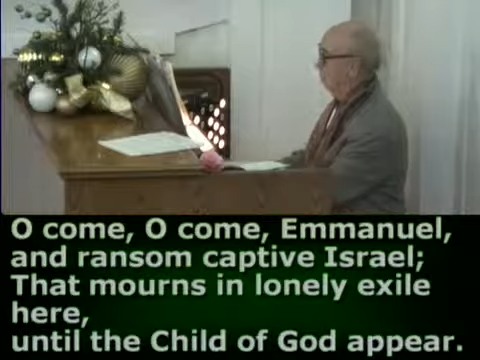 O come, O come, Emmanuel,
and ransom captive Israel;
That mourns in lonely exile
here,
until the Child of God appear.